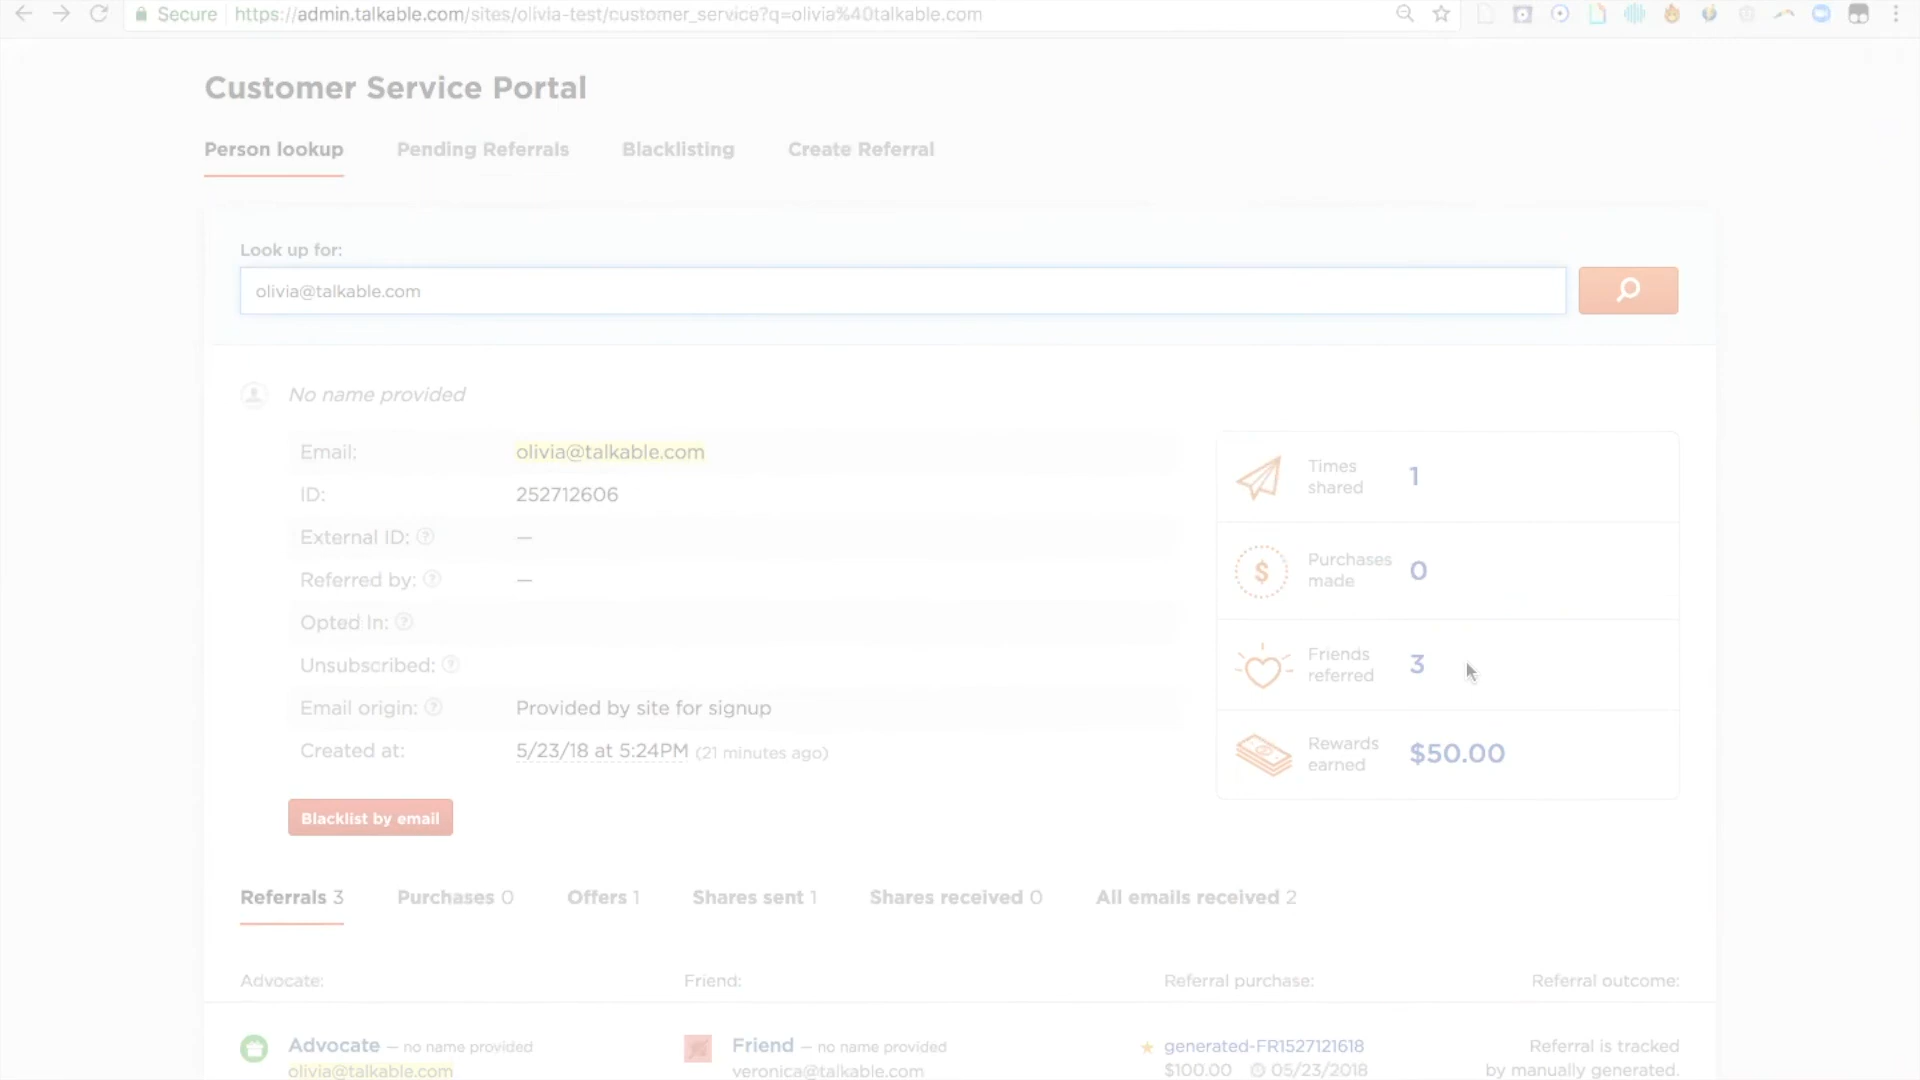 Secure https://admin.talkable.com/sites/olivia-test/customer_service?q=olivia%40talkable.com
Customer Service Portal
Person lookup Pending Referrals Blacklisting Create Referral
Look up for:
olivia@talkable.com
No name provided
Email: olivia@talkable.com
ID: 252712606
External ID: ? —
Referred by: ? —
Opted In: ?
Unsubscribed: ?
Email origin: ? Provided by site for signup
Created at: 5/23/18 at 5:24PM (21 minutes ago)
Blacklist by email
Times
shared 1
Purchases
made 0
$
Friends
referred 3
Rewards
earned $50.00
Referrals 3 Purchases 0 Offers 1 Shares sent 1 Shares received 0 All emails received 2
Advocate: Friend: Referral purchase: Referral outcome:
Advocate — no name provided Friend — no name provided generated-FR1527121618 Referral is tracked
olivia@talkable.com veronica@talkable.com $100.00 05/23/2018 by manually generated.